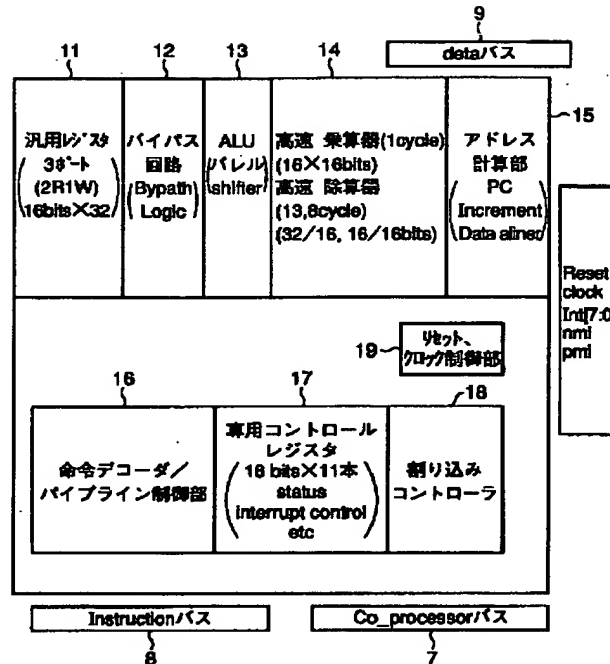 9
detaバス
11
12
13
14
15
汎用レジスタ
3ポート
(2R1W)
16bits×32
バイパス
回路
Bypath
Logic
ALU
バレル
shifter
高速 乗算器(1cycle)
(16×16bits)
高速 除算器
(13,8cycle)
(32/16, 16/16bits)
アドレス
計算部
PC
Increment
Data aliner
Reset
clock
Int[7:0
nmi
pmi
19
リセット、
クロック制御部
16
17
18
命令デコーダ/
パイプライン制御部
専用コントロール
レジスタ
16 bits×11本
status
interrupt control
etc
割り込み
コントローラ
Instructionバス
8
Co_processorバス
7